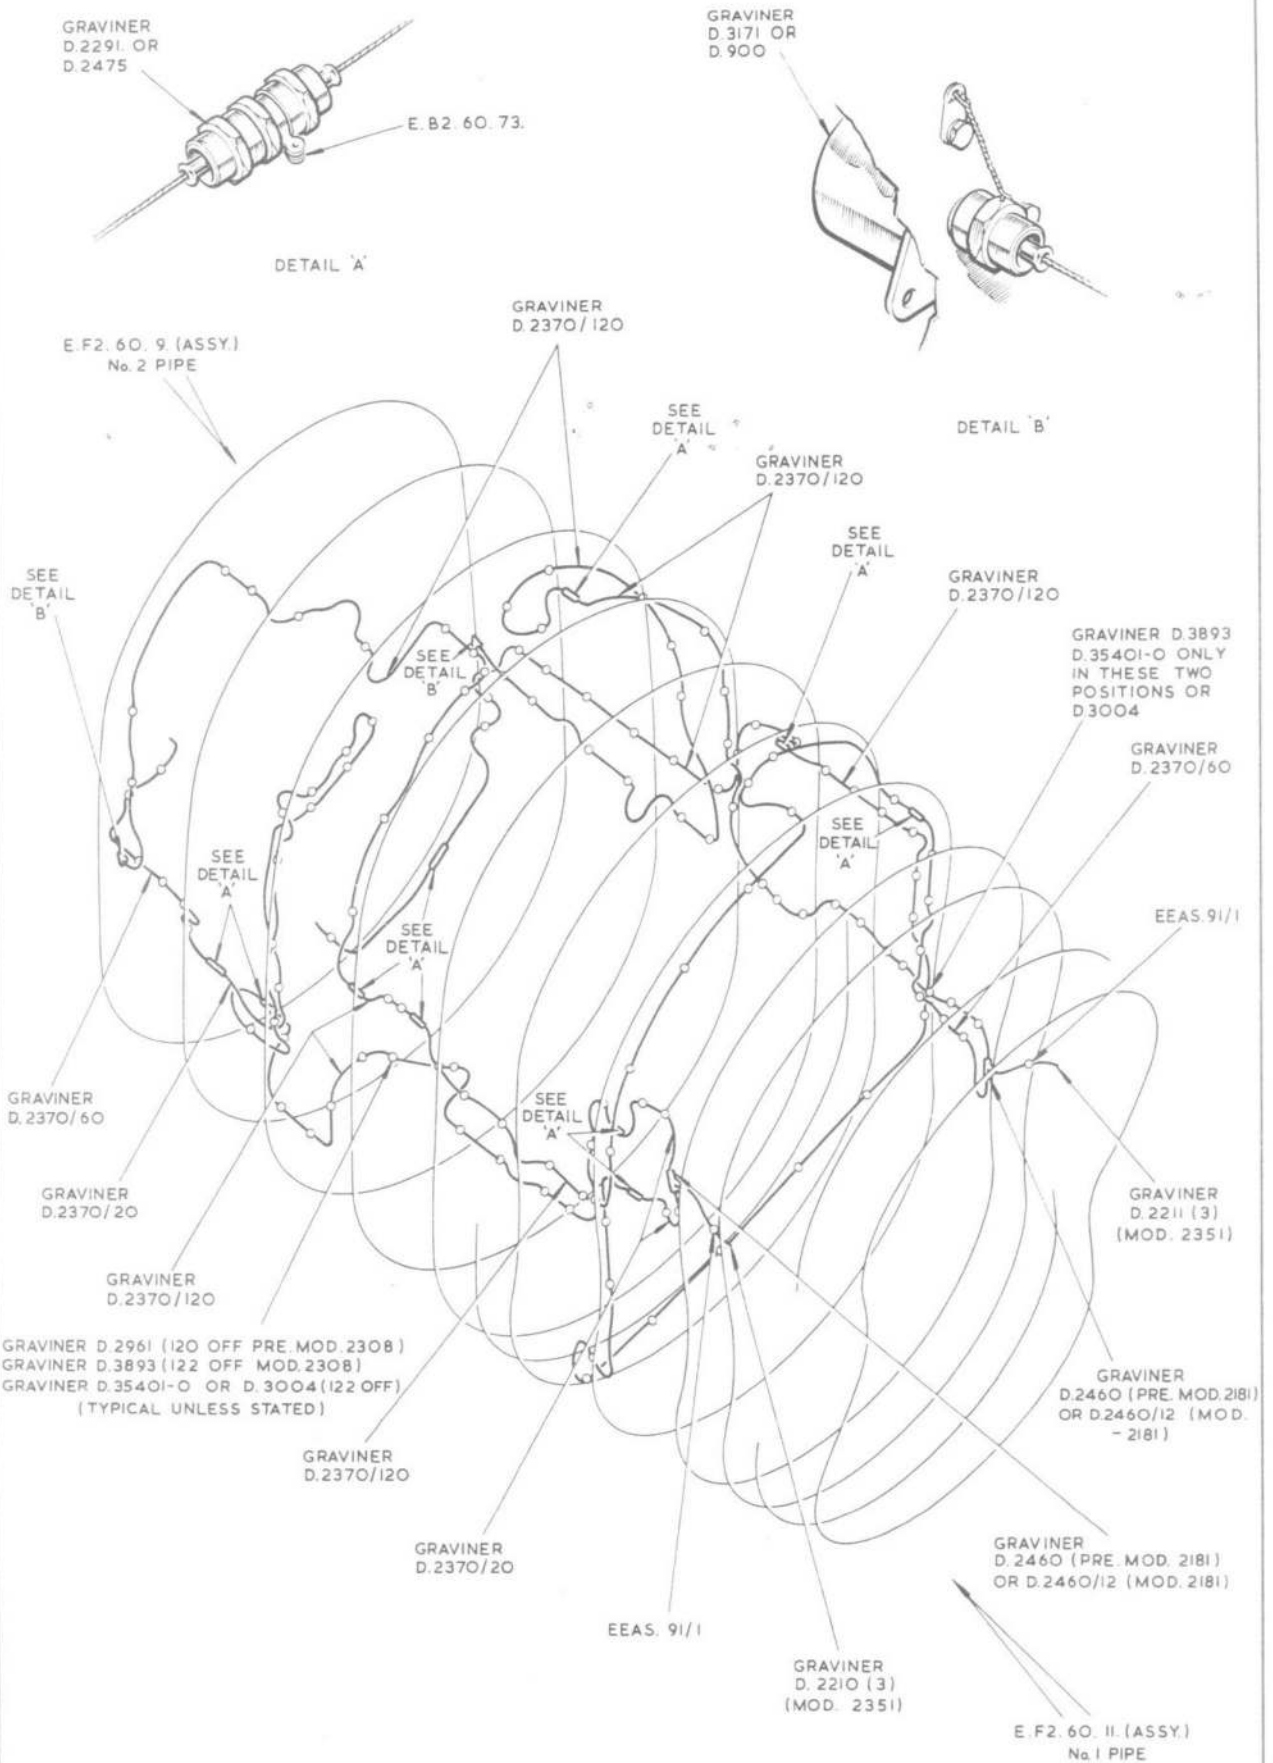 GRAVINER
D.2291. OR
D.2475
E.B2.60.73.
DETAIL 'A'
GRAVINER
D.3171 OR
D.900
DETAIL 'B'
GRAVINER
D.2370/120
E.F2.60.9.(ASSY.)
No.2 PIPE
SEE
DETAIL
'A'
GRAVINER
D.2370/120
SEE
DETAIL
'A'
GRAVINER
D.2370/120
SEE
DETAIL
'B'
GRAVINER D.3893
D.35401-O ONLY
IN THESE TWO
POSITIONS OR
D.3004
SEE
DETAIL
'B'
GRAVINER
D.2370/60
SEE
DETAIL
'A'
SEE
DETAIL
'A'
EEAS.91/1
SEE
DETAIL
'A'
GRAVINER
D.2370/60
SEE
DETAIL
'A'
GRAVINER
D.2370/20
GRAVINER
D.2211 (3)
(MOD. 2351)
GRAVINER
D.2370/120
GRAVINER D.2961 (120 OFF PRE.MOD.2308)
GRAVINER D.3893 (122 OFF MOD.2308)
GRAVINER D.35401-O OR D.3004 (122 OFF)
(TYPICAL UNLESS STATED)
GRAVINER
D.2460 (PRE. MOD.2181)
OR D.2460/12 (MOD.
-2181)
GRAVINER
D.2370/120
GRAVINER
D.2370/20
GRAVINER
D.2460 (PRE. MOD. 2181)
OR D.2460/12 (MOD. 2181)
EEAS. 91/1
GRAVINER
D. 2210 (3)
(MOD. 2351)
E.F2.60.11.(ASSY.)
No.1 PIPE